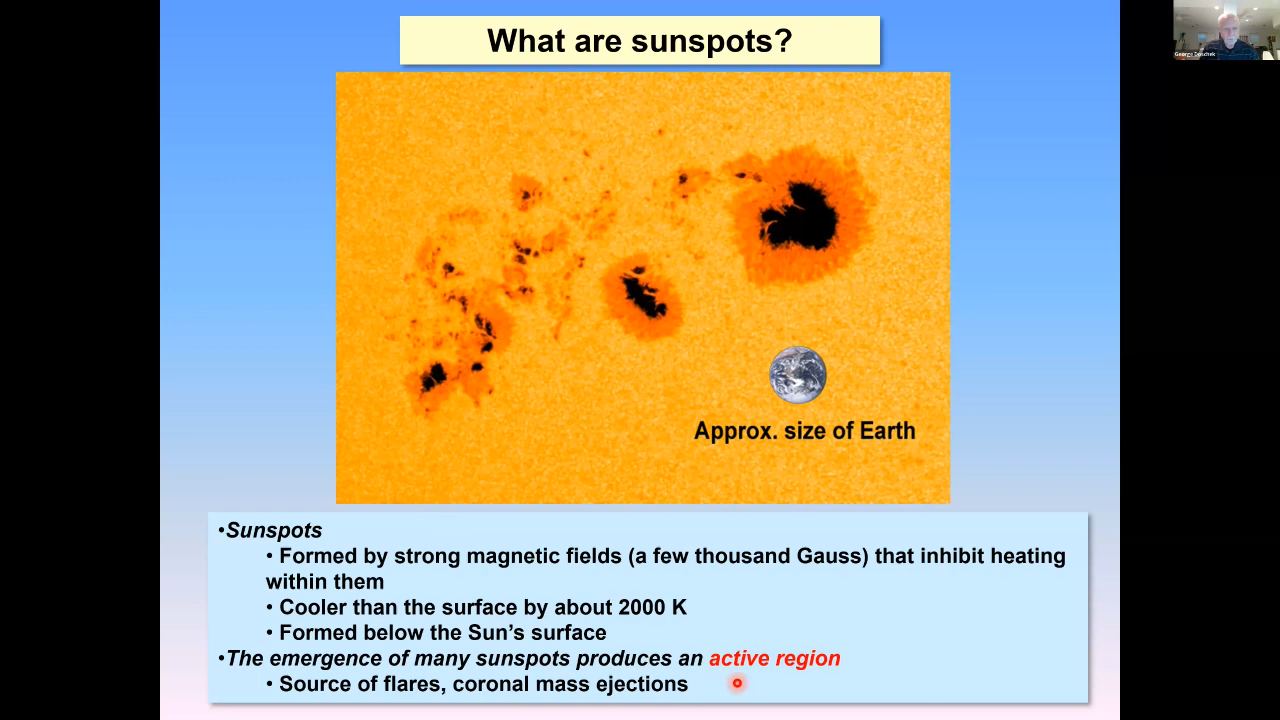 What are sunspots?
George Doschek
Approx. size of Earth
•Sunspots
• Formed by strong magnetic fields (a few thousand Gauss) that inhibit heating
within them
• Cooler than the surface by about 2000 K
• Formed below the Sun's surface
•The emergence of many sunspots produces an active region
• Source of flares, coronal mass ejections